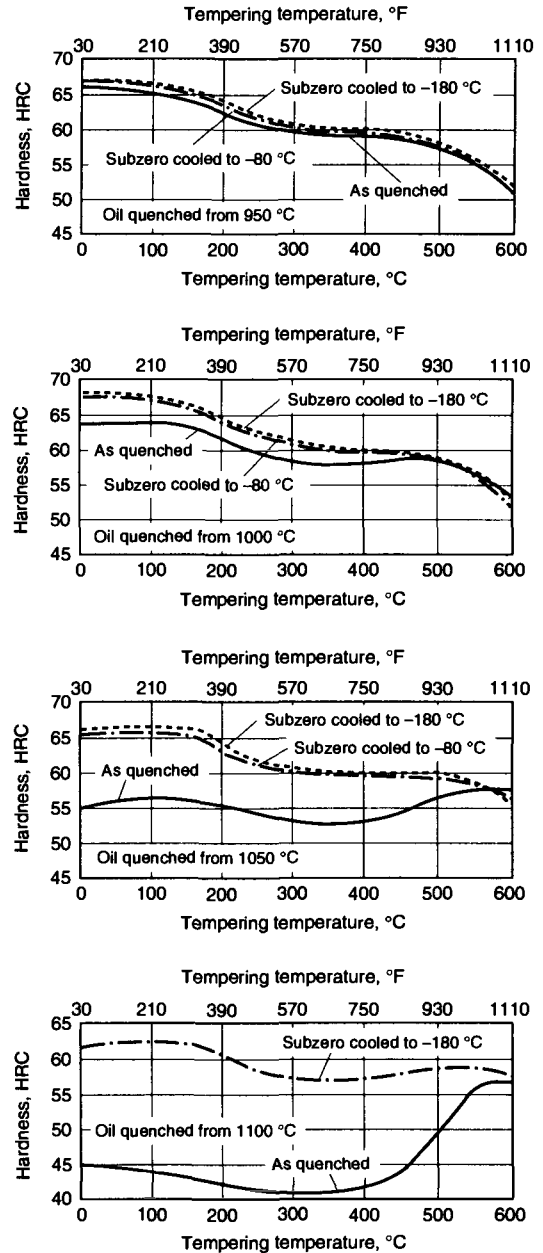 Tempering temperature, °F
30 210 390 570 750 930 1110
70
65
60
55
50
45
Hardness, HRC
Subzero cooled to –180 °C
Subzero cooled to –80 °C
As quenched
Oil quenched from 950 °C
0 100 200 300 400 500 600
Tempering temperature, °C
Tempering temperature, °F
30 210 390 570 750 930 1110
70
65
60
55
50
45
Hardness, HRC
Subzero cooled to –180 °C
As quenched
Subzero cooled to –80 °C
Oil quenched from 1000 °C
0 100 200 300 400 500 600
Tempering temperature, °C
Tempering temperature, °F
30 210 390 570 750 930 1110
70
65
60
55
50
45
Hardness, HRC
Subzero cooled to –180 °C
Subzero cooled to –80 °C
As quenched
Oil quenched from 1050 °C
0 100 200 300 400 500 600
Tempering temperature, °C
Tempering temperature, °F
30 210 390 570 750 930 1110
65
60
55
50
45
40
Hardness, HRC
Subzero cooled to –180 °C
Oil quenched from 1100 °C
As quenched
0 100 200 300 400 500 600
Tempering temperature, °C